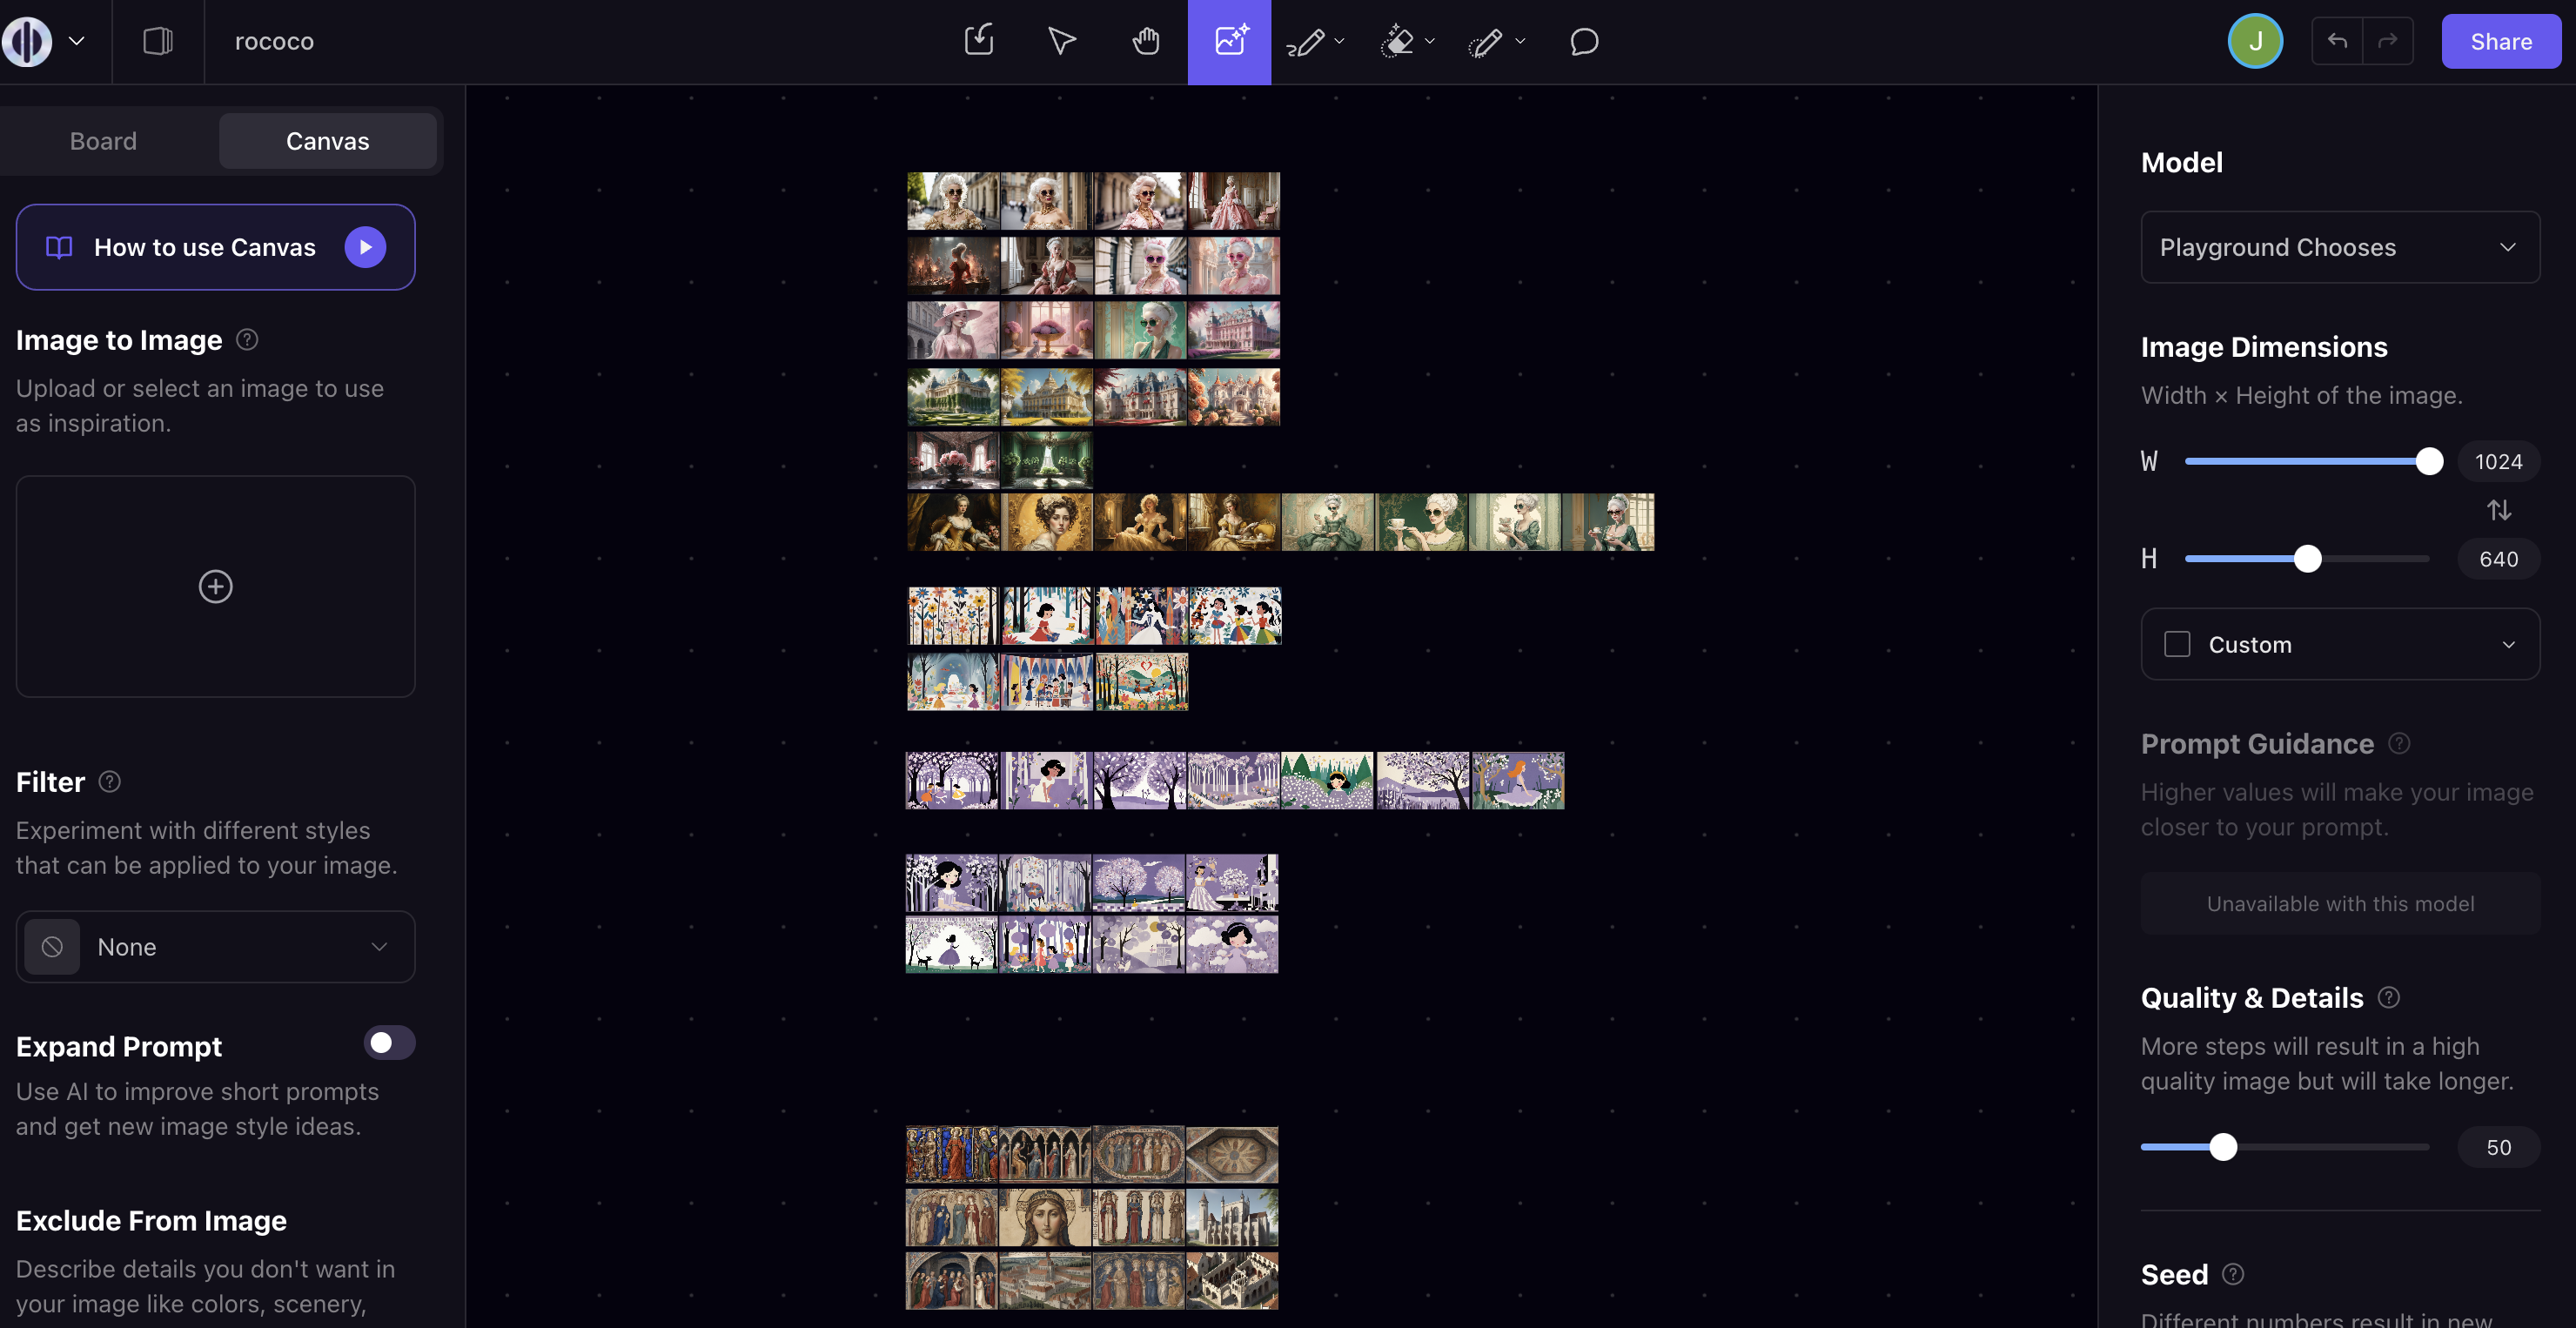 rococo
J
Share
Board
Canvas
How to use Canvas
Image to Image
Upload or select an image to use
as inspiration.
Filter
Experiment with different styles
that can be applied to your image.
None
Expand Prompt
Use AI to improve short prompts
and get new image style ideas.
Exclude From Image
Describe details you don't want in
your image like colors, scenery,
Model
Playground Chooses
Image Dimensions
Width × Height of the image.
W
1024
H
640
Custom
Prompt Guidance
Higher values will make your image
closer to your prompt.
Unavailable with this model
Quality & Details
More steps will result in a high
quality image but will take longer.
50
Seed
Different numbers result in new